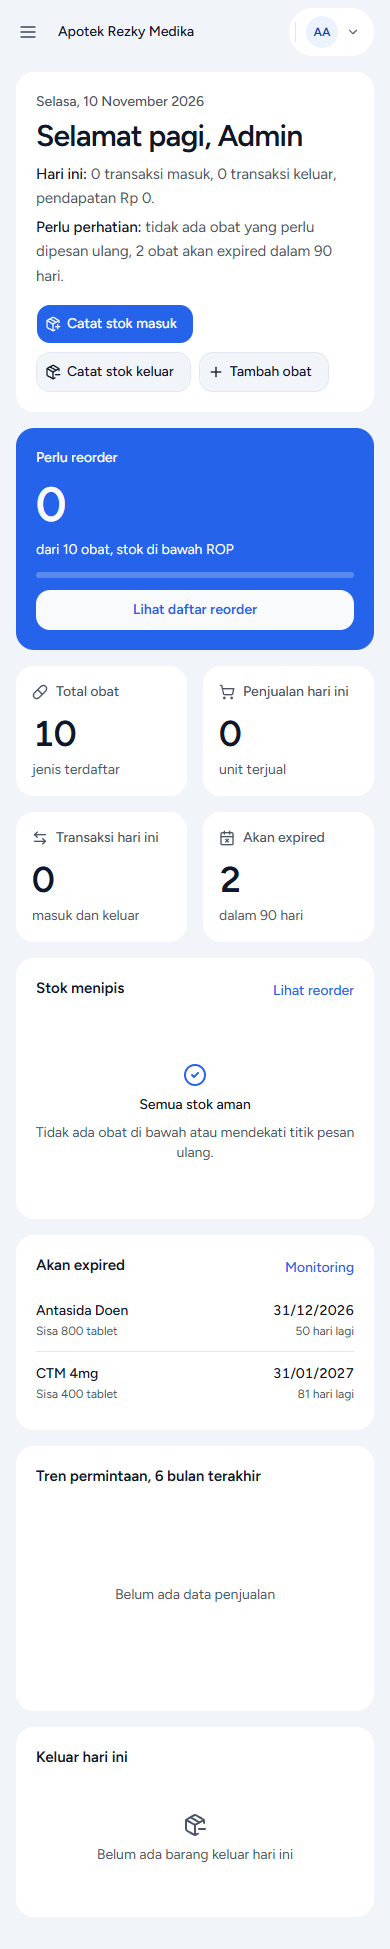 Apotek Rezky Medika
AA
Selasa, 10 November 2026
Selamat pagi, Admin
Hari ini: 0 transaksi masuk, 0 transaksi keluar,
pendapatan Rp 0.
Perlu perhatian: tidak ada obat yang perlu
dipesan ulang, 2 obat akan expired dalam 90
hari.
Catat stok masuk
Catat stok keluar
Tambah obat
Perlu reorder
0
dari 10 obat, stok di bawah ROP
Lihat daftar reorder
Total obat
10
jenis terdaftar
Penjualan hari ini
0
unit terjual
Transaksi hari ini
0
masuk dan keluar
Akan expired
2
dalam 90 hari
Stok menipis
Lihat reorder
Semua stok aman
Tidak ada obat di bawah atau mendekati titik pesan
ulang.
Akan expired
Monitoring
Antasida Doen
31/12/2026
Sisa 800 tablet
50 hari lagi
CTM 4mg
31/01/2027
Sisa 400 tablet
81 hari lagi
Tren permintaan, 6 bulan terakhir
Belum ada data penjualan
Keluar hari ini
Belum ada barang keluar hari ini